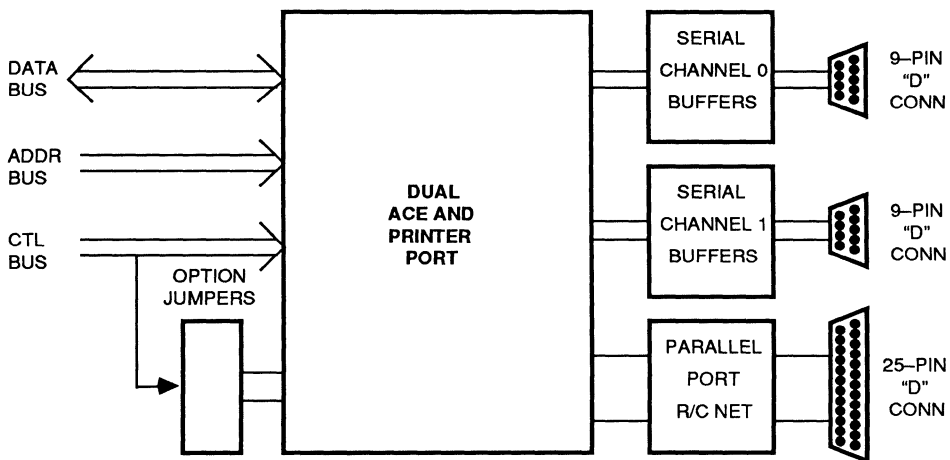 DATA
BUS
ADDR
BUS
CTL
BUS
OPTION
JUMPERS
DUAL
ACE AND
PRINTER
PORT
SERIAL
CHANNEL 0
BUFFERS
9–PIN
“D”
CONN
SERIAL
CHANNEL 1
BUFFERS
9–PIN
“D”
CONN
PARALLEL
PORT
R/C NET
25–PIN
“D”
CONN